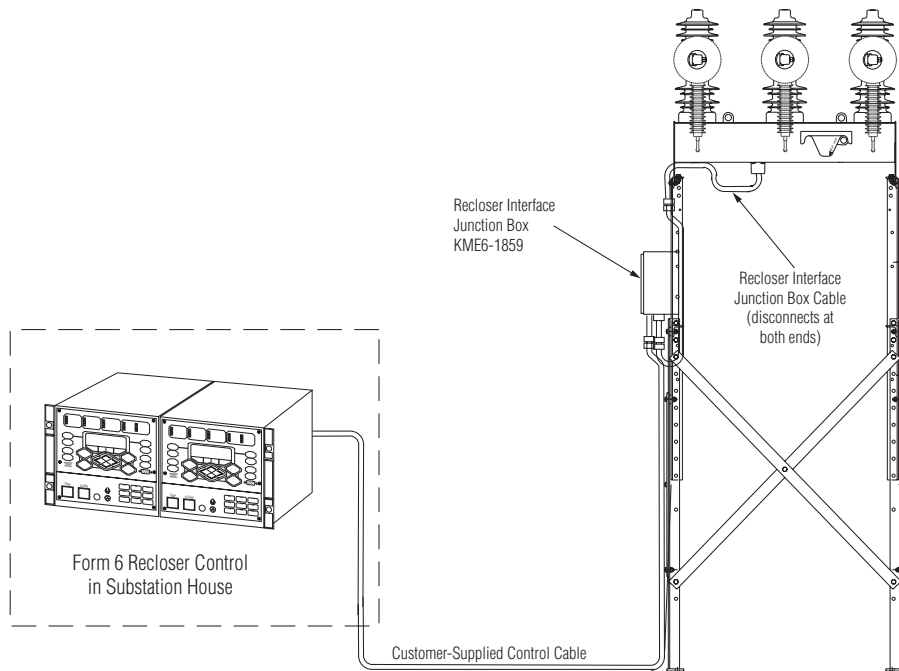 Recloser Interface
Junction Box
KME6-1859
Recloser Interface
Junction Box Cable
(disconnects at
both ends)
Form 6 Recloser Control
in Substation House
Customer-Supplied Control Cable